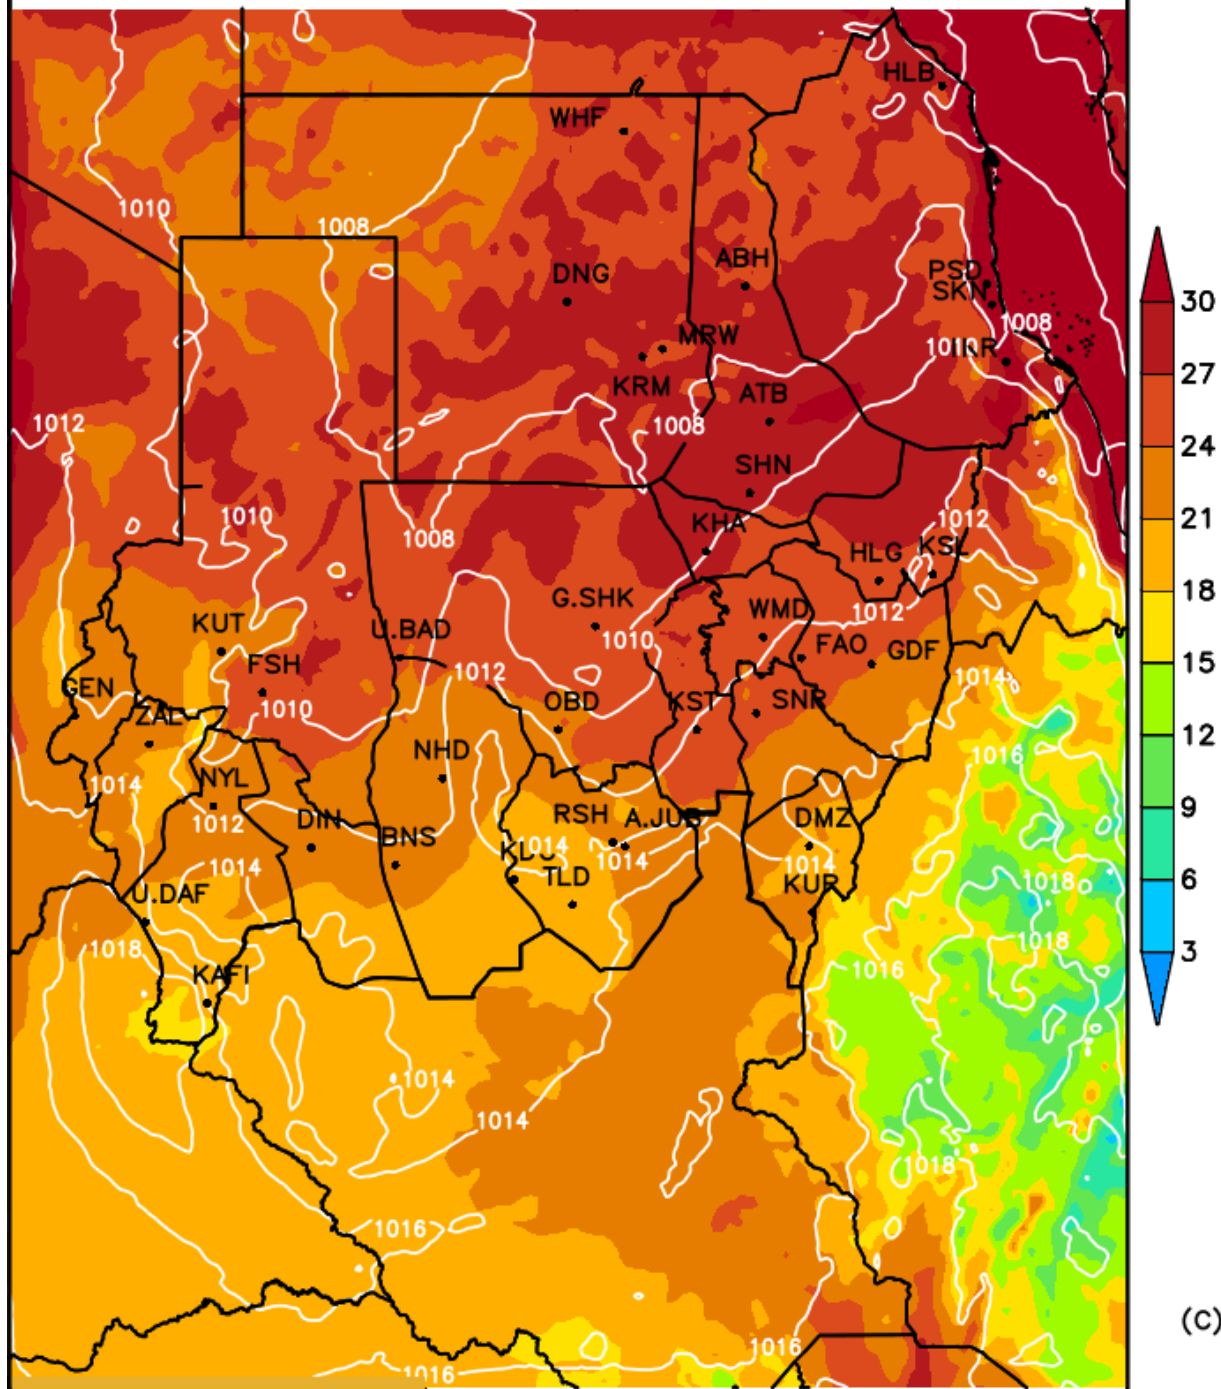 HLB
WHF
1010
1008
DNG
ABH
PSD
SKN
30
1008
MRW
27
KRM
ATB
1012
1008
24
SHN
1010
KHA
1012
21
1008
HLG
KSL
18
G.SHK
WMD
1012
KUT
U.BAD
1010
FAO
GDF
15
FSH
1012
GEN
1014
OBD
KST
SNR
ZAL
1010
12
NHD
1016
1014
NYL
9
1012
DIN
RSH
A.JUB
DMZ
BNS
1014
1014
1014
1014
TLD
KUR
1018
6
U.DAF
1018
1018
3
KAFI
1016
1014
1014
1018
1016
(C)
1016
1016